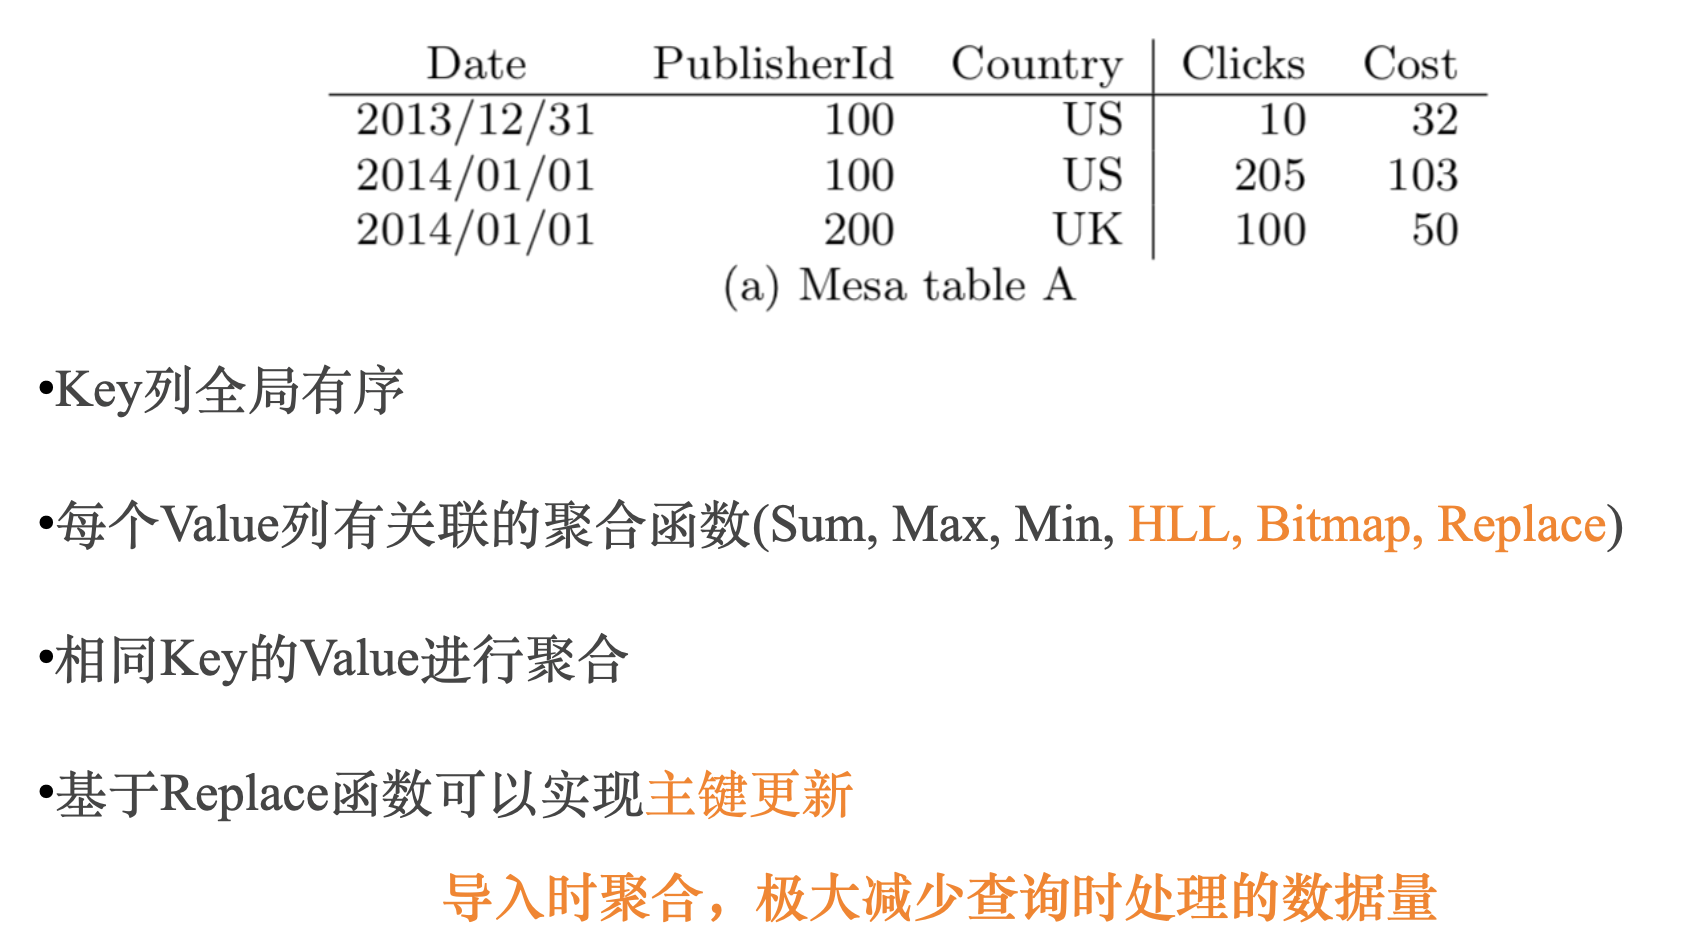 Date PublisherId Country Clicks Cost
2013/12/31 100 US 10 32
2014/01/01 100 US 205 103
2014/01/01 200 UK 100 50
(a) Mesa table A
•Key列全局有序
•每个Value列有关联的聚合函数(Sum, Max, Min, HLL, Bitmap, Replace)
•相同Key的Value进行聚合
•基于Replace函数可以实现主键更新
导入时聚合，极大减少查询时处理的数据量